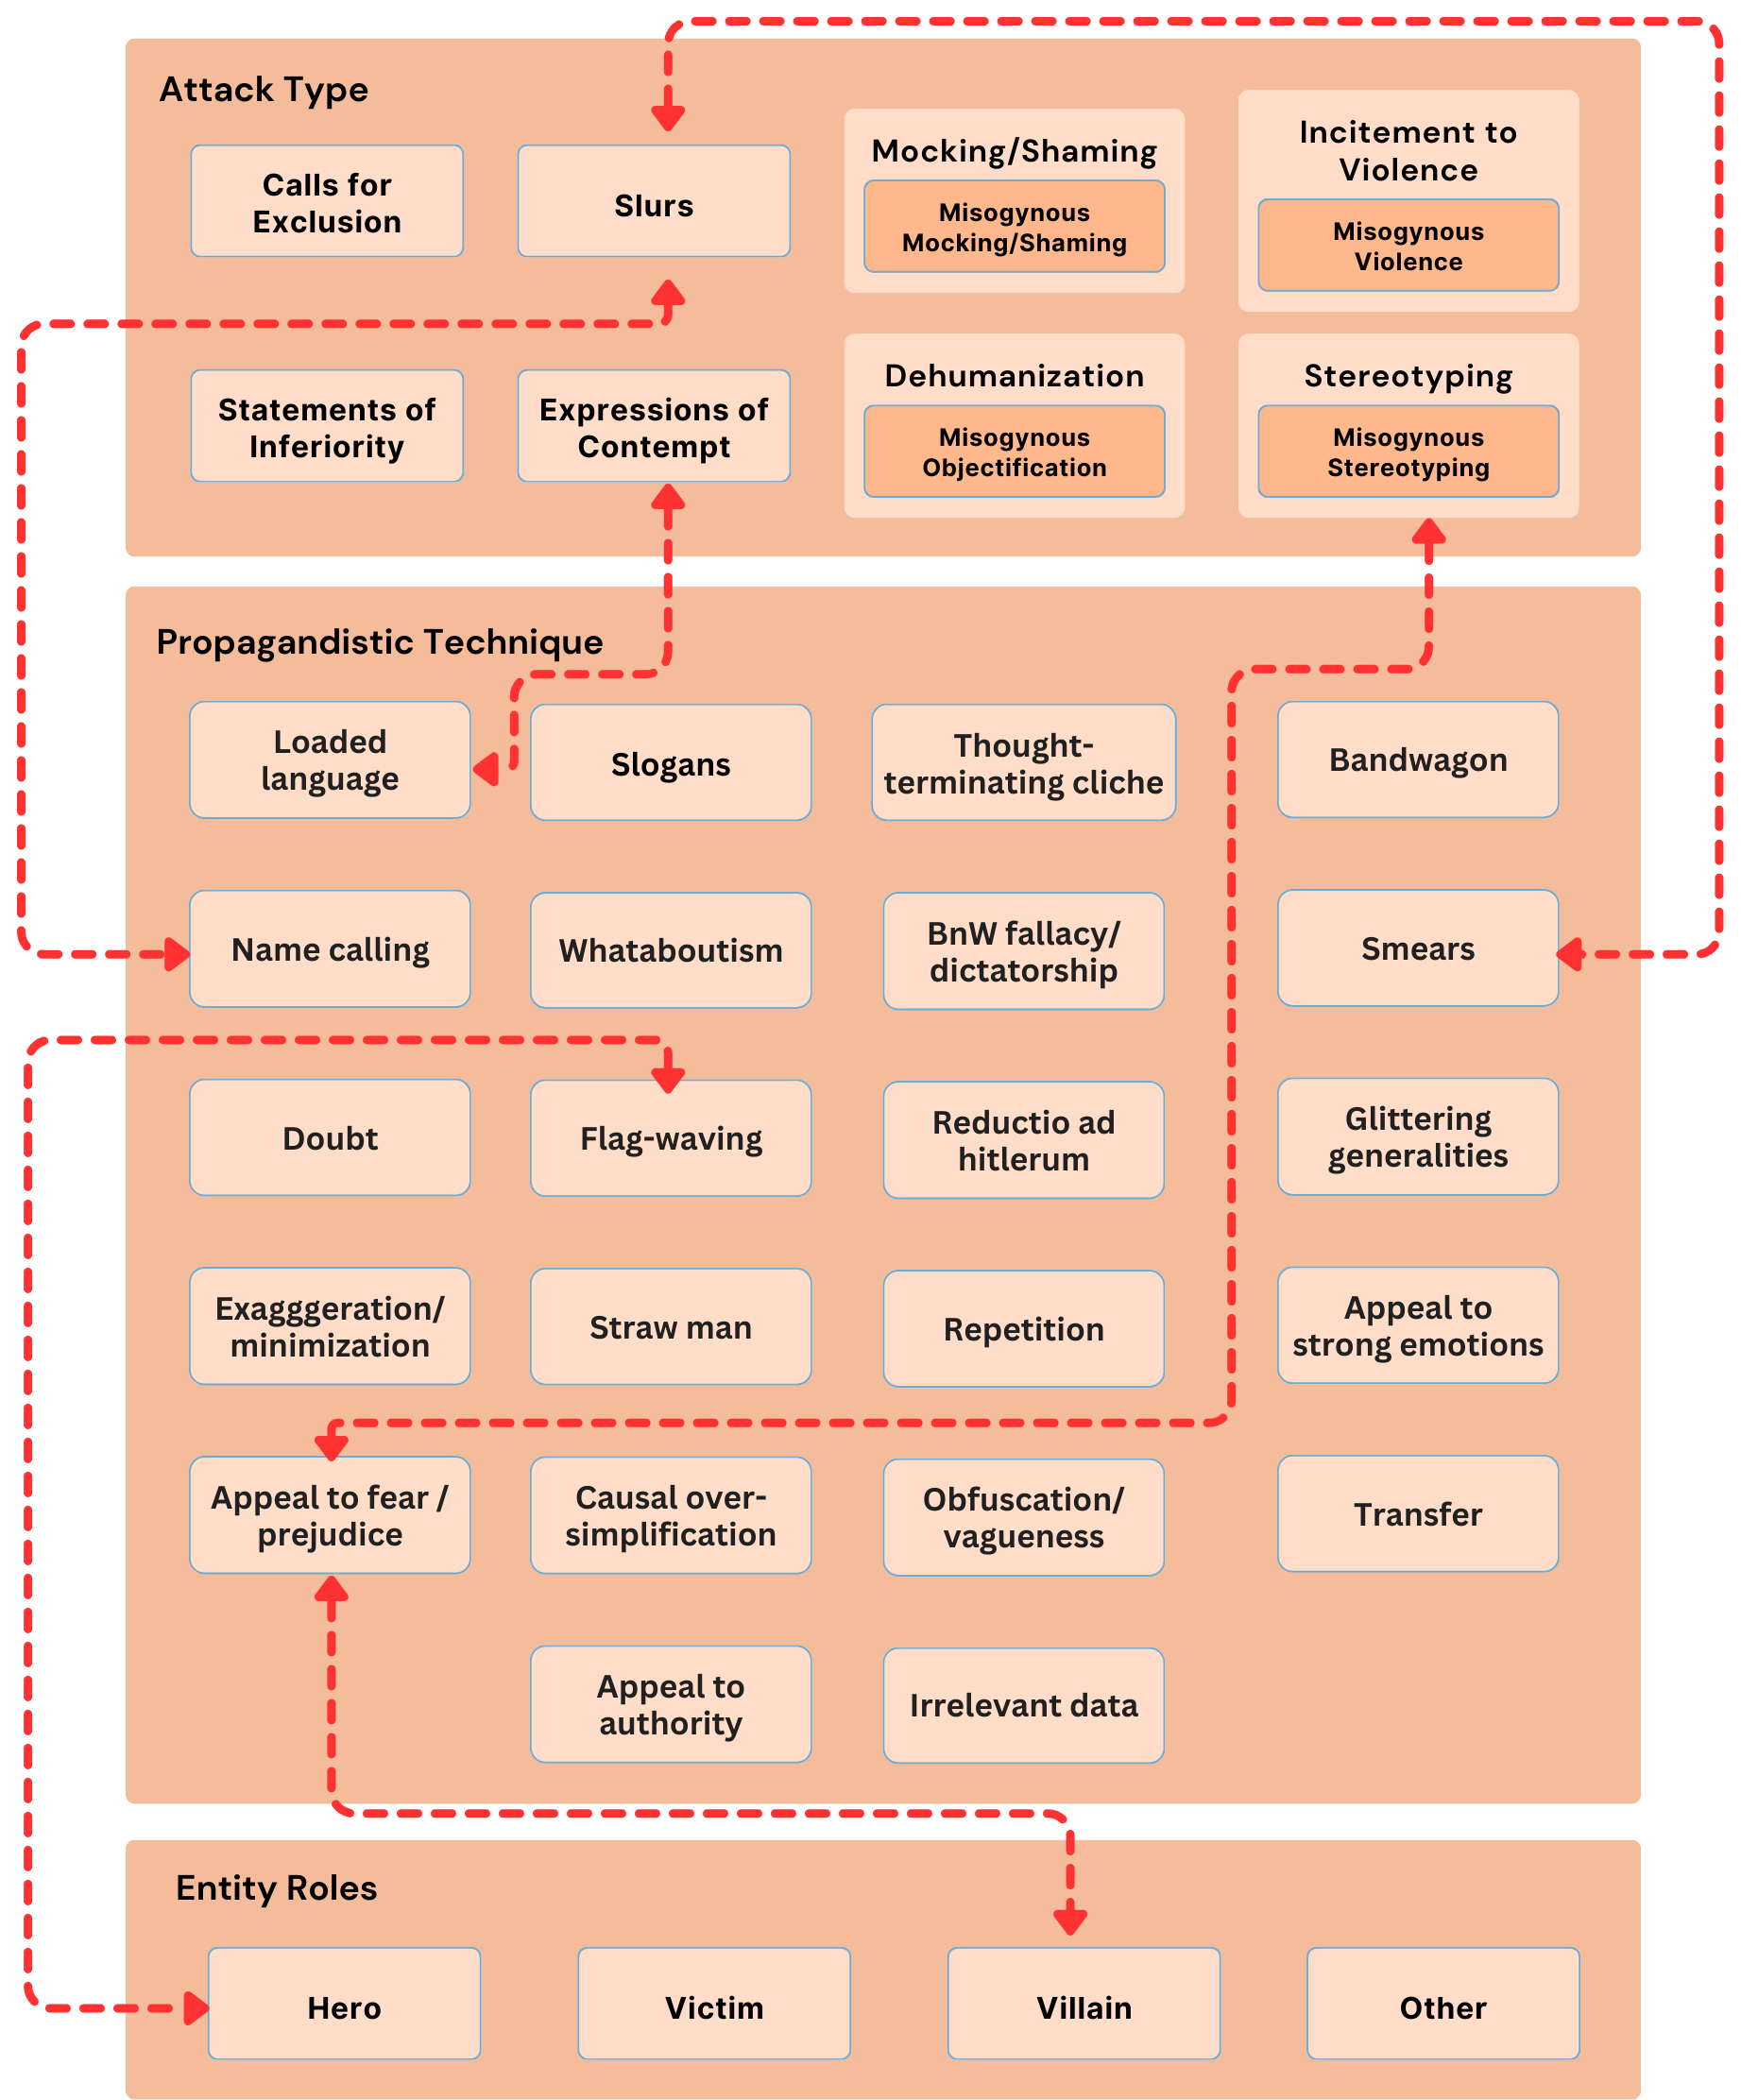 Attack Type
Calls for
Exclusion
Slurs
Mocking/Shaming
Misogynous
Mocking/Shaming
Incitement to
Violence
Misogynous
Violence
Statements of
Inferiority
Expressions of
Contempt
Dehumanization
Misogynous
Objectification
Stereotyping
Misogynous
Stereotyping
Propagandistic Technique
Loaded
language
Slogans
Thought-
terminating cliche
Bandwagon
Name calling
Whataboutism
BnW fallacy/
dictatorship
Smears
Doubt
Flag-waving
Reductio ad
hitlerum
Glittering
generalities
Exagggeration/
minimization
Straw man
Repetition
Appeal to
strong emotions
Appeal to fear /
prejudice
Causal over-
simplification
Obfuscation/
vagueness
Transfer
Appeal to
authority
Irrelevant data
Entity Roles
Hero
Victim
Villain
Other